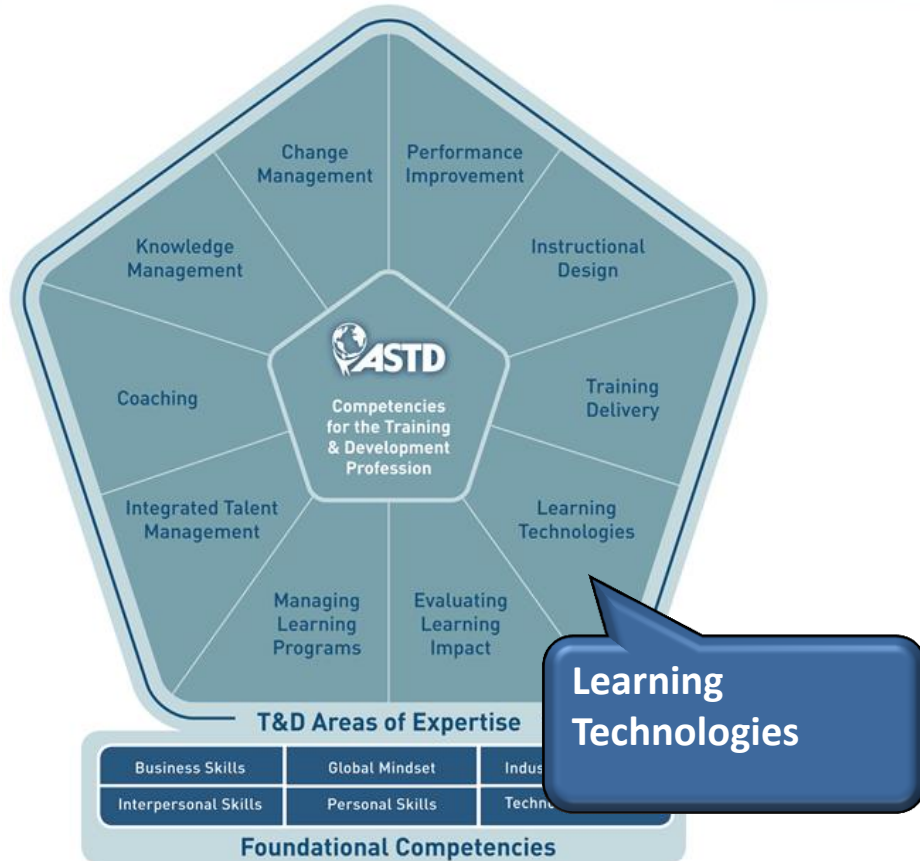 Change
Management
Performance
Improvement
Knowledge
Management
Instructional
Design
ASTD
Competencies
for the Training
& Development
Profession
Coaching
Training
Delivery
Integrated Talent
Management
Learning
Technologies
Managing
Learning
Programs
Evaluating
Learning
Impact
Learning
Technologies
T&D Areas of Expertise
Business Skills
Global Mindset
Interpersonal Skills
Personal Skills
Foundational Competencies